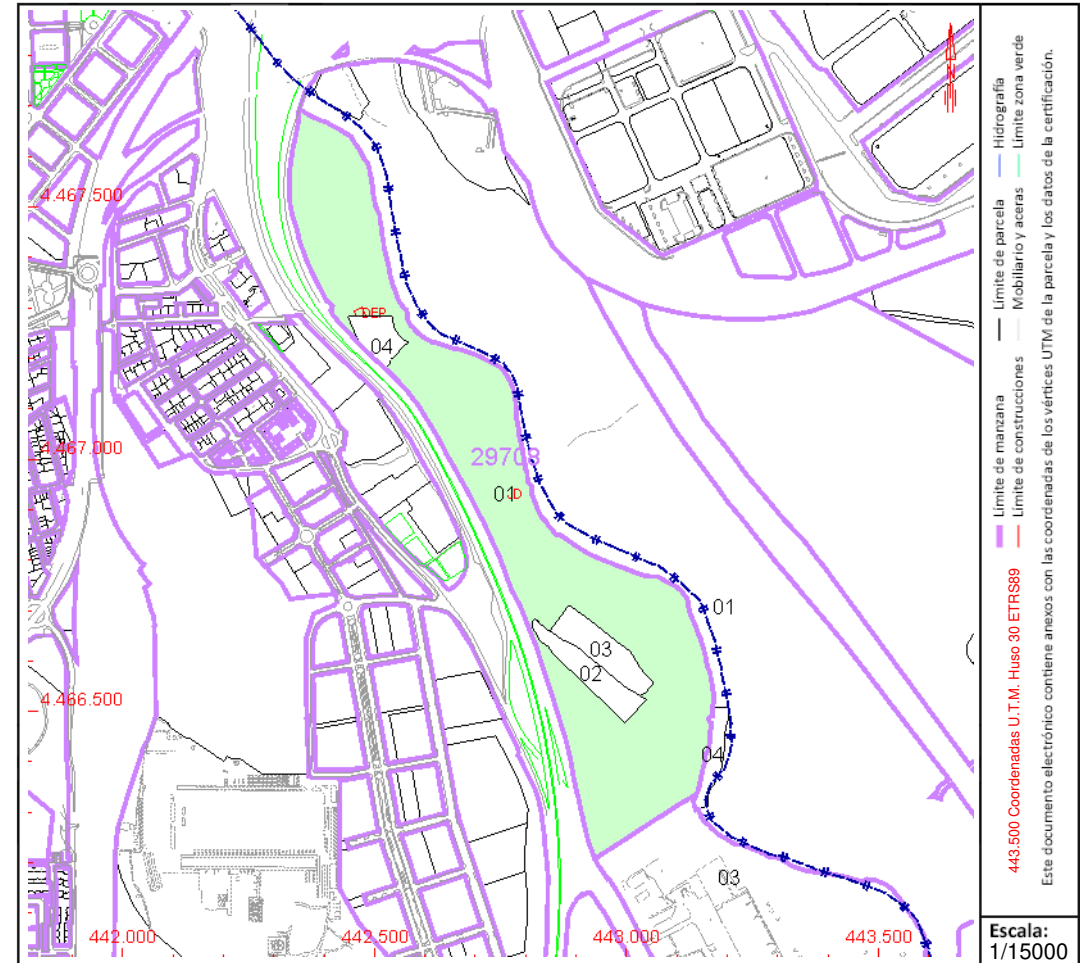 4.467.500
4.467.000
4.466.500
442.000
442.500
443.000
443.500
DEP
04
29703
01
D
03
02
01
04
03
Límite de manzana
Límite de parcela
Hidrografía
443.500 Coordenadas U.T.M. Huso 30 ETRS89
Límite de construcciones
Mobiliario y aceras
Límite zona verde
Este documento electrónico contiene anexos con las coordenadas de los vértices UTM de la parcela y los datos de la certificación.
Escala:
1/15000